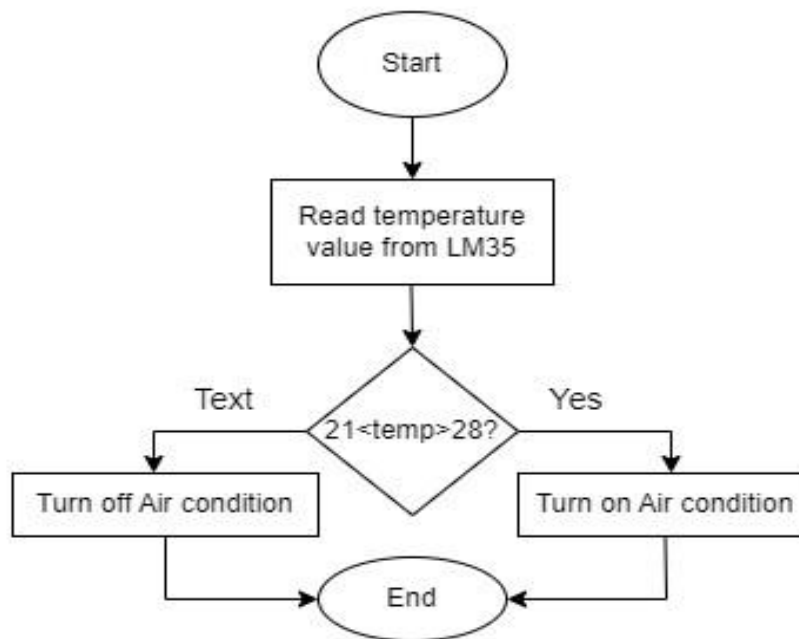 Start
Read temperature
value from LM35
Text
21<temp>28?
Yes
Turn off Air condition
Turn on Air condition
End